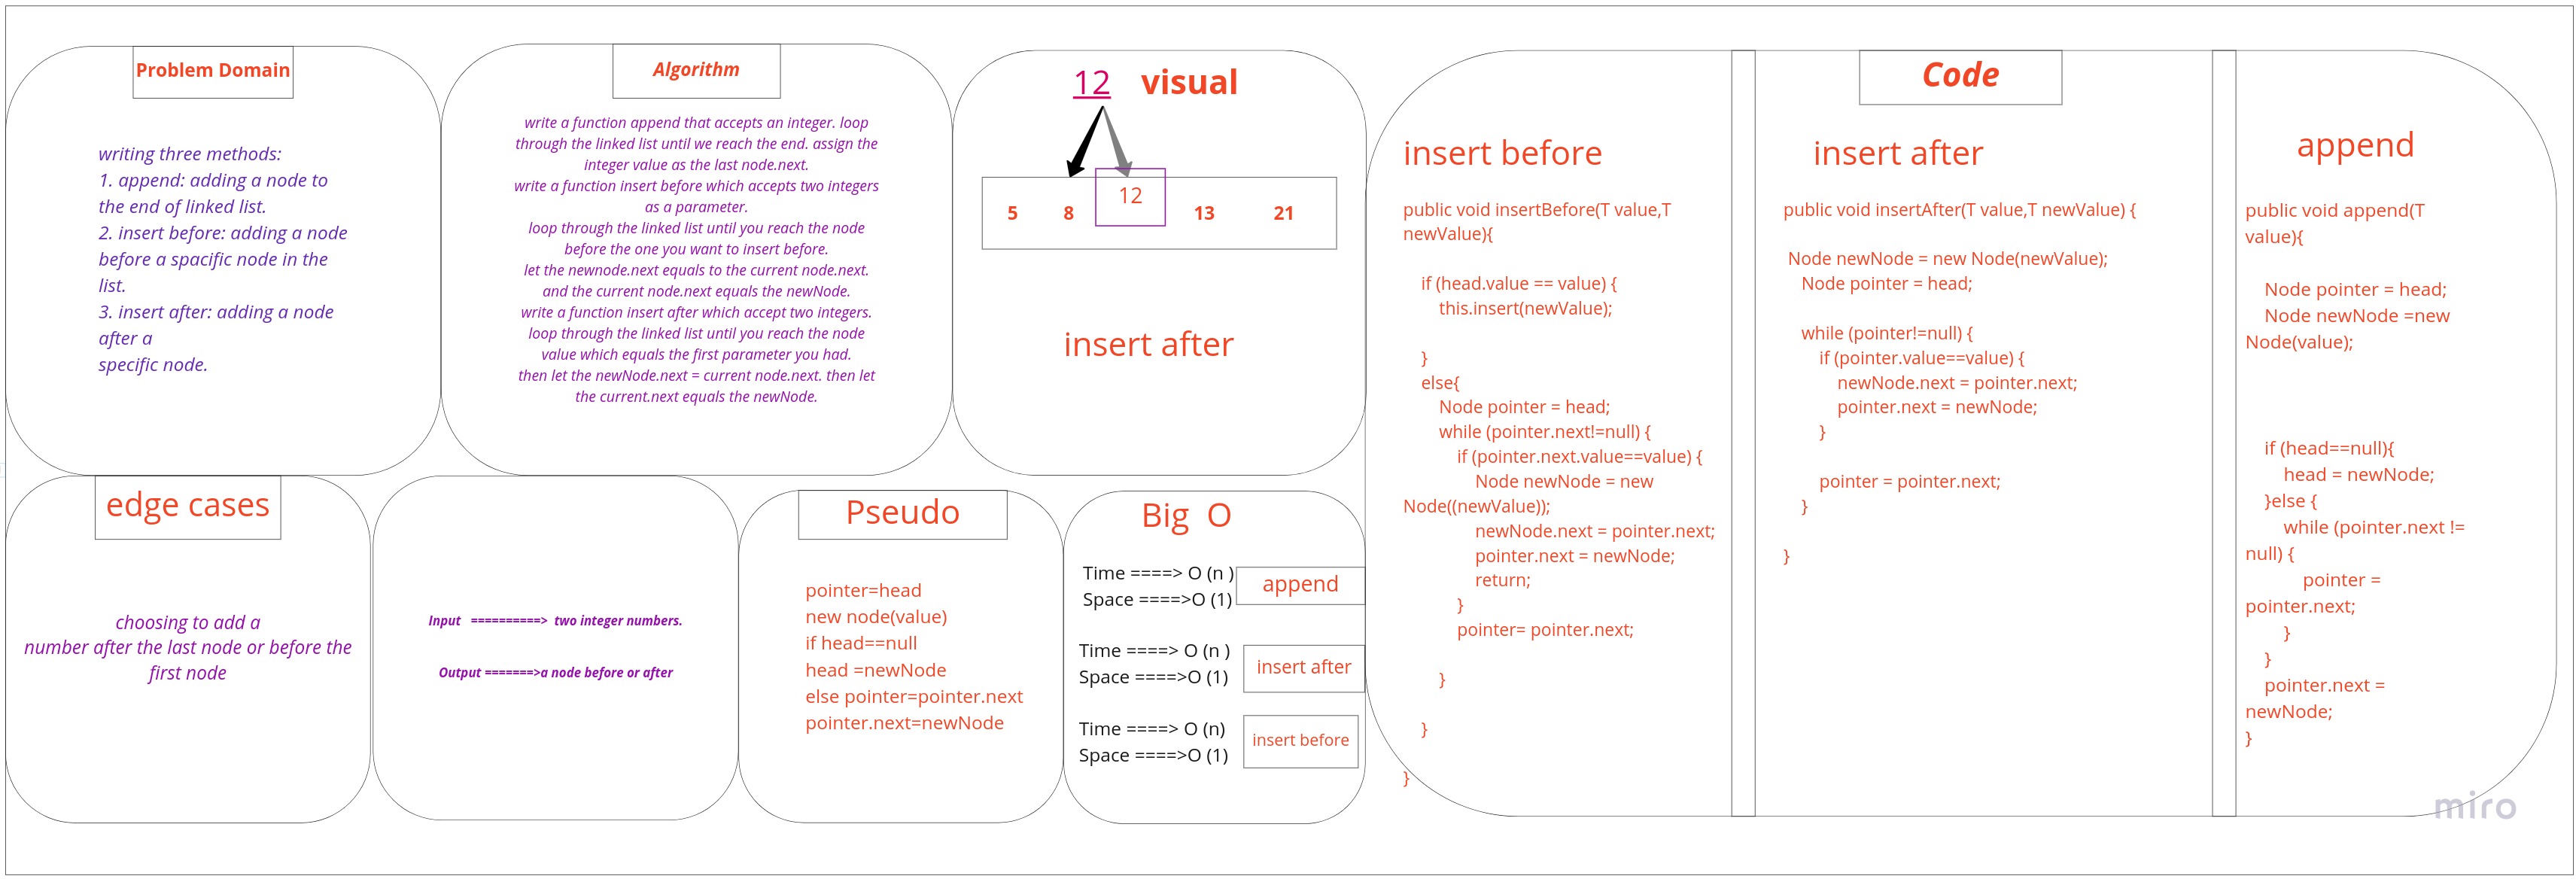 Problem Domain
writing three methods:
1. append: adding a node to
the end of linked list.
2. insert before: adding a node
before a spacific node in the
list.
3. insert after: adding a node
after a
specific node.
Algorithm
write a function append that accepts an integer. loop
through the linked list until we reach the end. assign the
integer value as the last node.next.
write a function insert before which accepts two integers
as a parameter.
loop through the linked list until you reach the node
before the one you want to insert before.
let the newnode.next equals to the current node.next.
and the current node.next equals the newNode.
write a function insert after which accept two integers.
loop through the linked list until you reach the node
value which equals the first parameter you had.
then let the newNode.next = current node.next. then let
the current.next equals the newNode.
12 visual
5 8 12 13 21
insert after
edge cases
choosing to add a
number after the last node or before the
first node
Input ==========> two integer numbers.
Output =======>a node before or after
Pseudo
pointer=head
new node(value)
if head==null
head =newNode
else pointer=pointer.next
pointer.next=newNode
Big O
Time ====> O (n )
Space ====>O (1)
append
Time ====> O (n )
Space ====>O (1)
insert after
Time ====> O (n)
Space ====>O (1)
insert before
Code
insert before
public void insertBefore(T value,T
newValue){
if (head.value == value) {
this.insert(newValue);
}
else{
Node pointer = head;
while (pointer.next!=null) {
if (pointer.next.value==value) {
Node newNode = new
Node((newValue));
newNode.next = pointer.next;
pointer.next = newNode;
return;
}
pointer= pointer.next;
}
}
}
insert after
public void insertAfter(T value,T newValue) {
Node newNode = new Node(newValue);
Node pointer = head;
while (pointer!=null) {
if (pointer.value==value) {
newNode.next = pointer.next;
pointer.next = newNode;
}
pointer = pointer.next;
}
}
append
public void append(T
value){
Node pointer = head;
Node newNode =new
Node(value);
if (head==null){
head = newNode;
}else {
while (pointer.next !=
null) {
pointer =
pointer.next;
}
}
pointer.next =
newNode;
}
miro